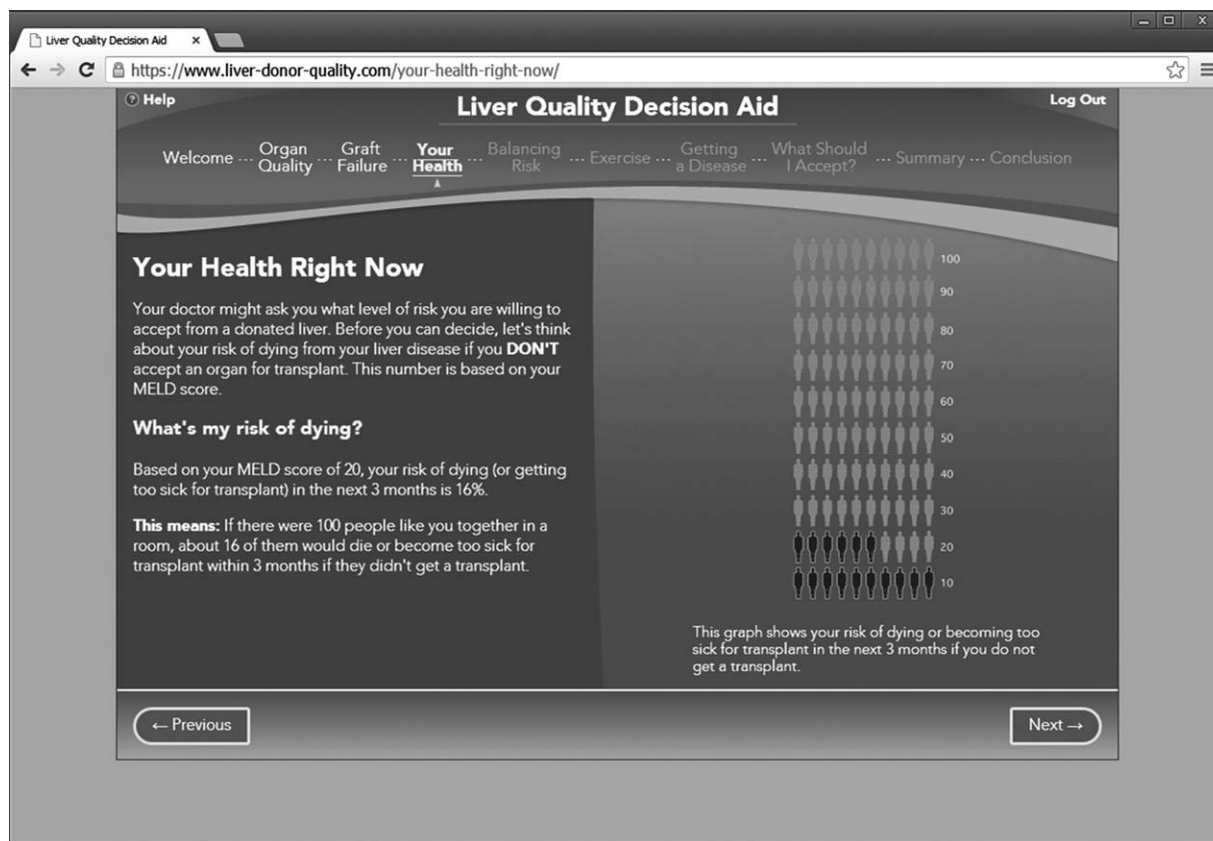 Liver Quality Decision Aid x
https://www.liver-donor-quality.com/your-health-right-now/
? Help
Liver Quality Decision Aid
Log Out
Welcome --- Organ Quality --- Graft Failure --- Your Health --- Balancing Risk --- Exercise --- Getting a Disease --- What Should I Accept? --- Summary --- Conclusion
Your Health Right Now
Your doctor might ask you what level of risk you are willing to
accept from a donated liver. Before you can decide, let's think
about your risk of dying from your liver disease if you DON'T
accept an organ for transplant. This number is based on your
MELD score.
What's my risk of dying?
Based on your MELD score of 20, your risk of dying (or getting
too sick for transplant) in the next 3 months is 16%.
This means: If there were 100 people like you together in a
room, about 16 of them would die or become too sick for
transplant within 3 months if they didn't get a transplant.
100
90
80
70
60
50
40
30
20
10
This graph shows your risk of dying or becoming too
sick for transplant in the next 3 months if you do not
get a transplant.
← Previous
Next →